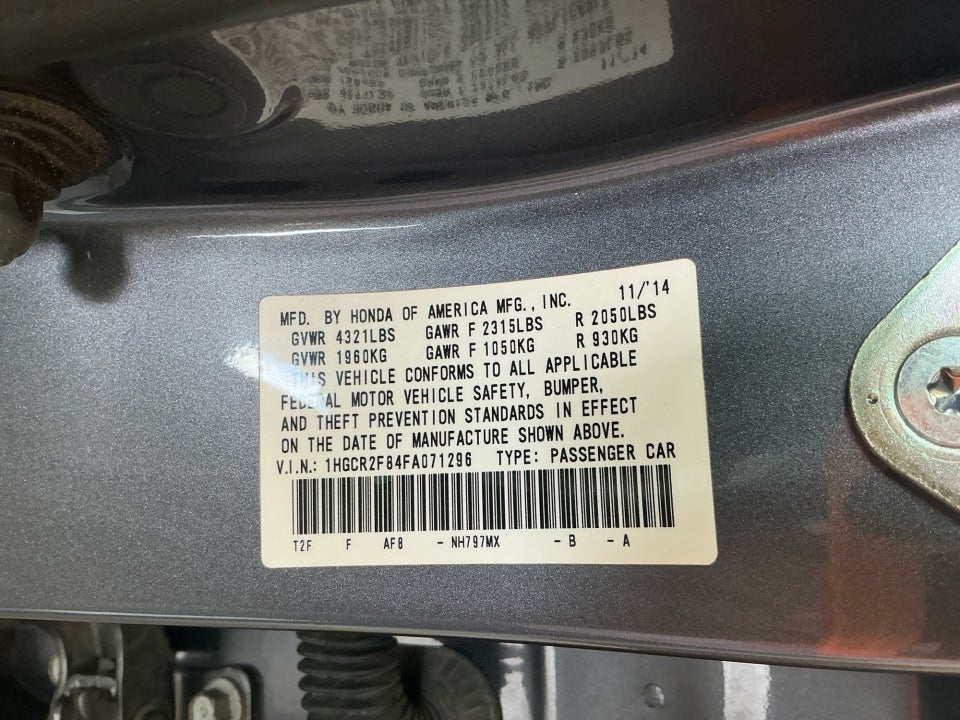 MFD. BY HONDA OF AMERICA MFG., INC. 11/'14
GVWR 4321LBS GAWR F 2315LBS R 2050LBS
GVWR 1960KG GAWR F 1050KG R 930KG
THIS VEHICLE CONFORMS TO ALL APPLICABLE
FEDERAL MOTOR VEHICLE SAFETY, BUMPER,
AND THEFT PREVENTION STANDARDS IN EFFECT
ON THE DATE OF MANUFACTURE SHOWN ABOVE.
V.I.N.: 1HGCR2F84FA071296 TYPE: PASSENGER CAR
T2F F AF8 - NH797MX - B - A